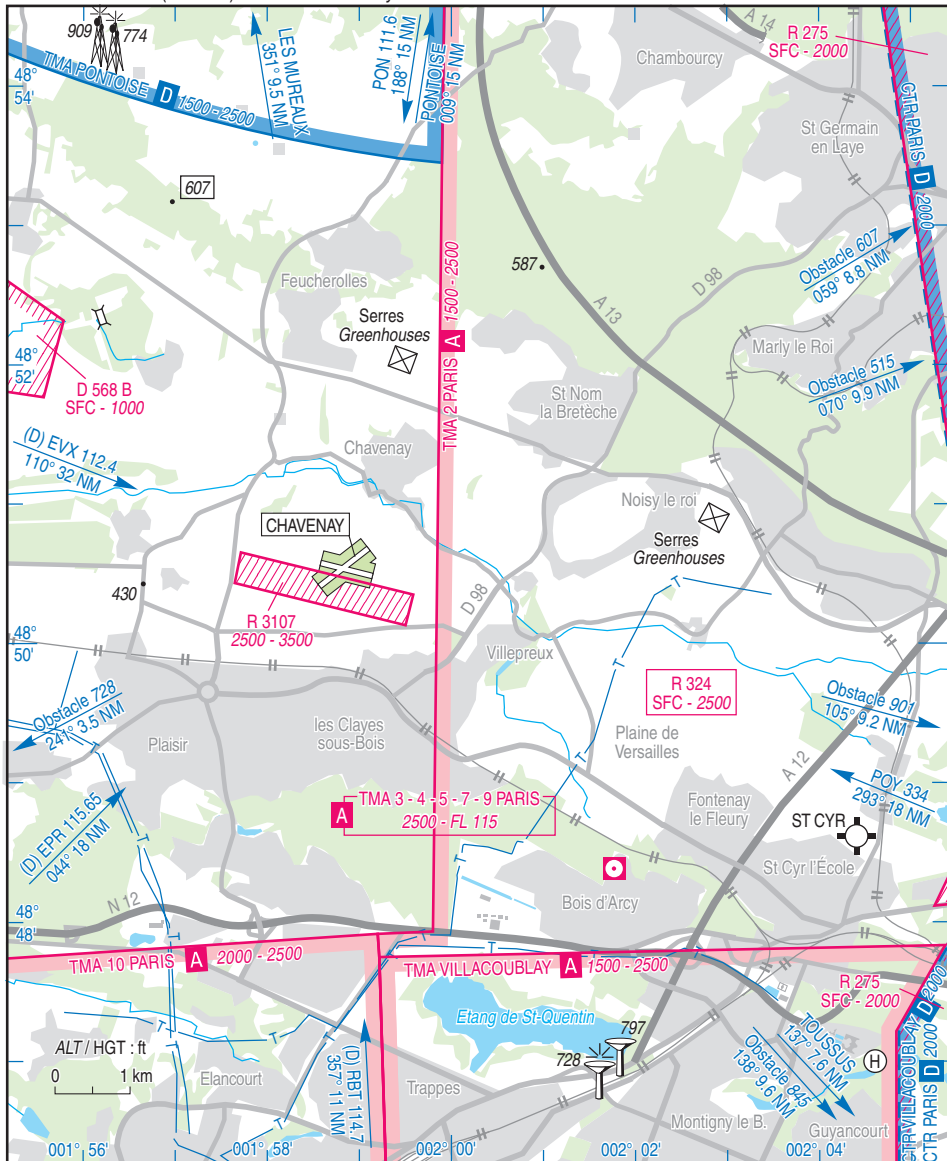 909
774
TMA PONTOISE D 1500 - 2500
LES MUREAUX
351° 9.5 NM
PON 111.6
188° 15 NM
PONTOISE
009° 15 NM
A 14
R 275
SFC - 2000
Chambourcy
48°
54'
St Germain
en Laye
CTR PARIS D 2000
607
Feucherolles
587
A 13
D 98
Obstacle 607
059° 8.8 NM
TMA 2 PARIS A 1500 - 2500
Serres
Greenhouses
Marly le Roi
48°
52'
D 568 B
SFC - 1000
St Nom
la Bretèche
Obstacle 515
070° 9.9 NM
(D) EVX 112.4
110° 32 NM
Chavenay
Noisy le roi
Serres
Greenhouses
CHAVENAY
430
R 3107
2500 - 3500
D 98
T
T
48°
50'
Villepreux
R 324
SFC - 2500
Obstacle 728
241° 3.5 NM
Obstacle 901
105° 9.2 NM
Plaisir
les Clayes
sous-Bois
Plaine de
Versailles
A 12
T
T
POY 334
293° 18 NM
A
TMA 3 - 4 - 5 - 7 - 9 PARIS
2500 - FL 115
(D) EPR 115.65
044° 18 NM
T
T
Fontenay
le Fleury
ST CYR
St Cyr l'École
Bois d'Arcy
N 12
48°
48'
T
T
T
TMA 10 PARIS A 2000 - 2500
TMA VILLACOUBLAY A 1500 - 2500
R 275
SFC - 2000
Etang de St-Quentin
797
728
TOUSSUS
137° 7.6 NM
Obstacle 845
138° 9.6 NM
H
CTR VILLACOUBLAY D 2000
CTR PARIS D 2000
ALT / HGT : ft
0 1 km
T
T
Elancourt
(D) RBT 114.7
357° 11 NM
Trappes
Montigny le B.
Guyancourt
001° 56' 001° 58' 002° 00' 002° 02' 002° 04'